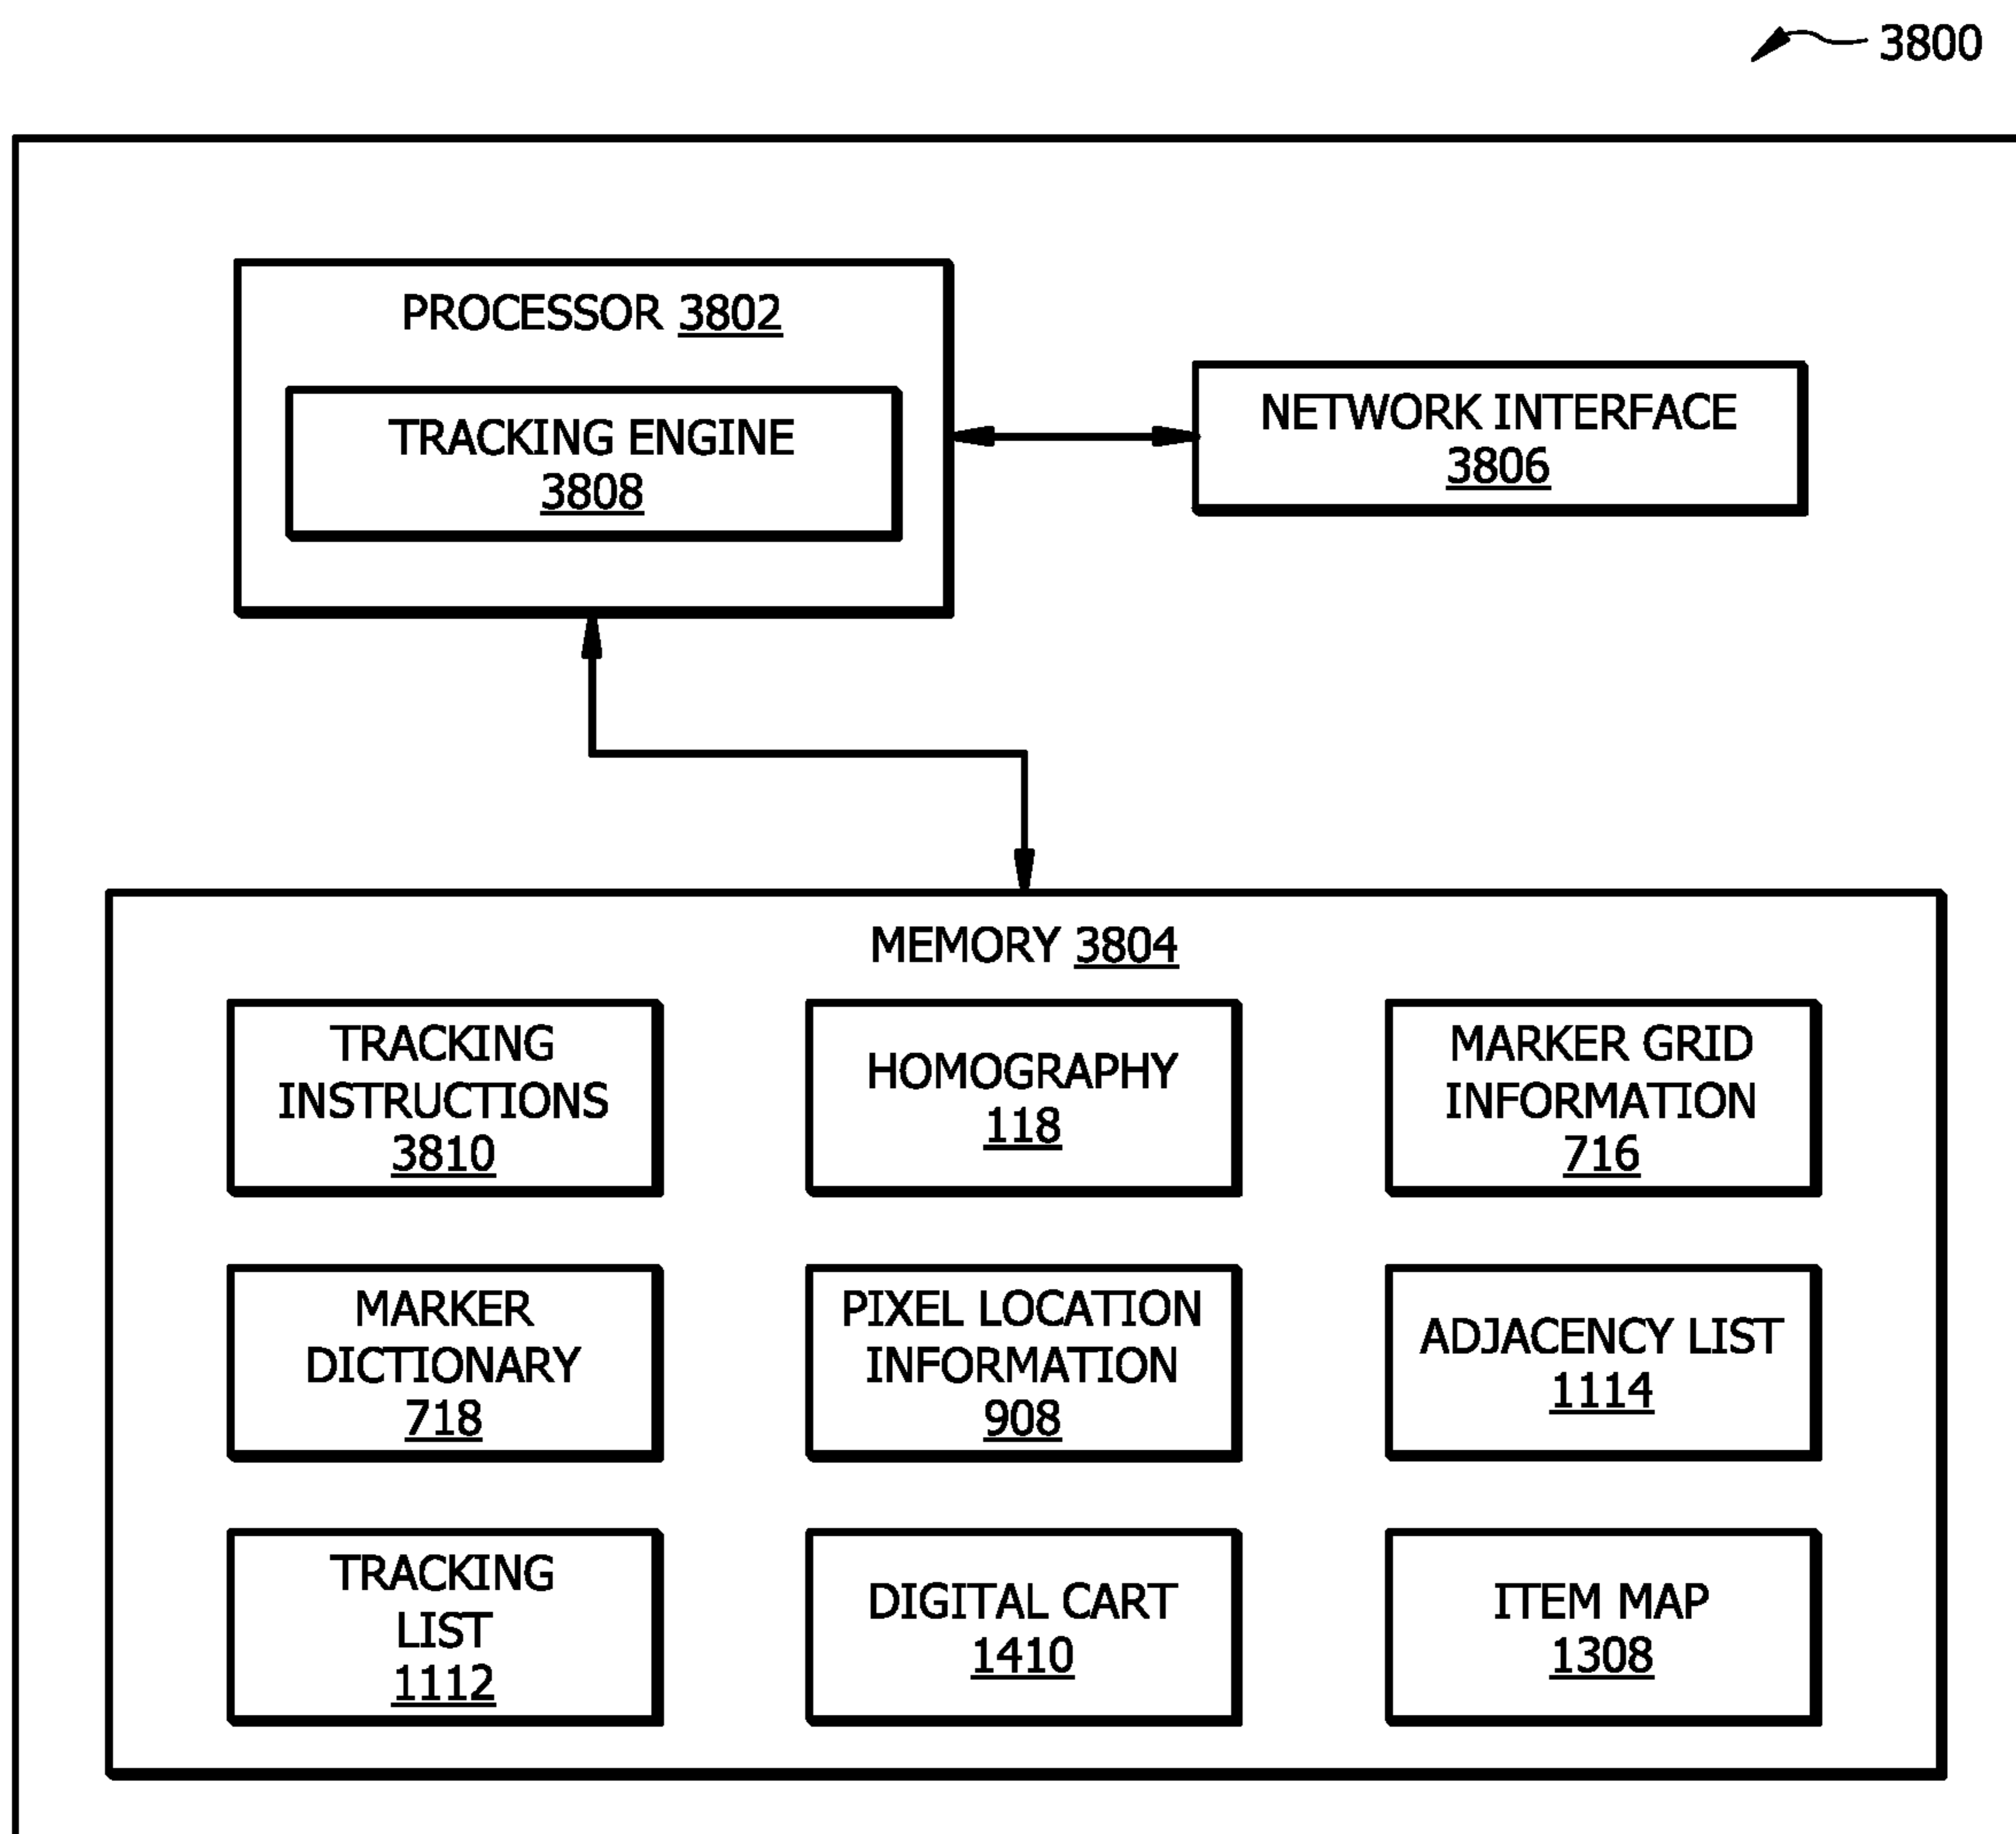 3800
PROCESSOR 3802
TRACKING ENGINE
3808
NETWORK INTERFACE
3806
MEMORY 3804
TRACKING
INSTRUCTIONS
3810
HOMOGRAPHY
118
MARKER GRID
INFORMATION
716
MARKER
DICTIONARY
718
PIXEL LOCATION
INFORMATION
908
ADJACENCY LIST
1114
TRACKING
LIST
1112
DIGITAL CART
1410
ITEM MAP
1308